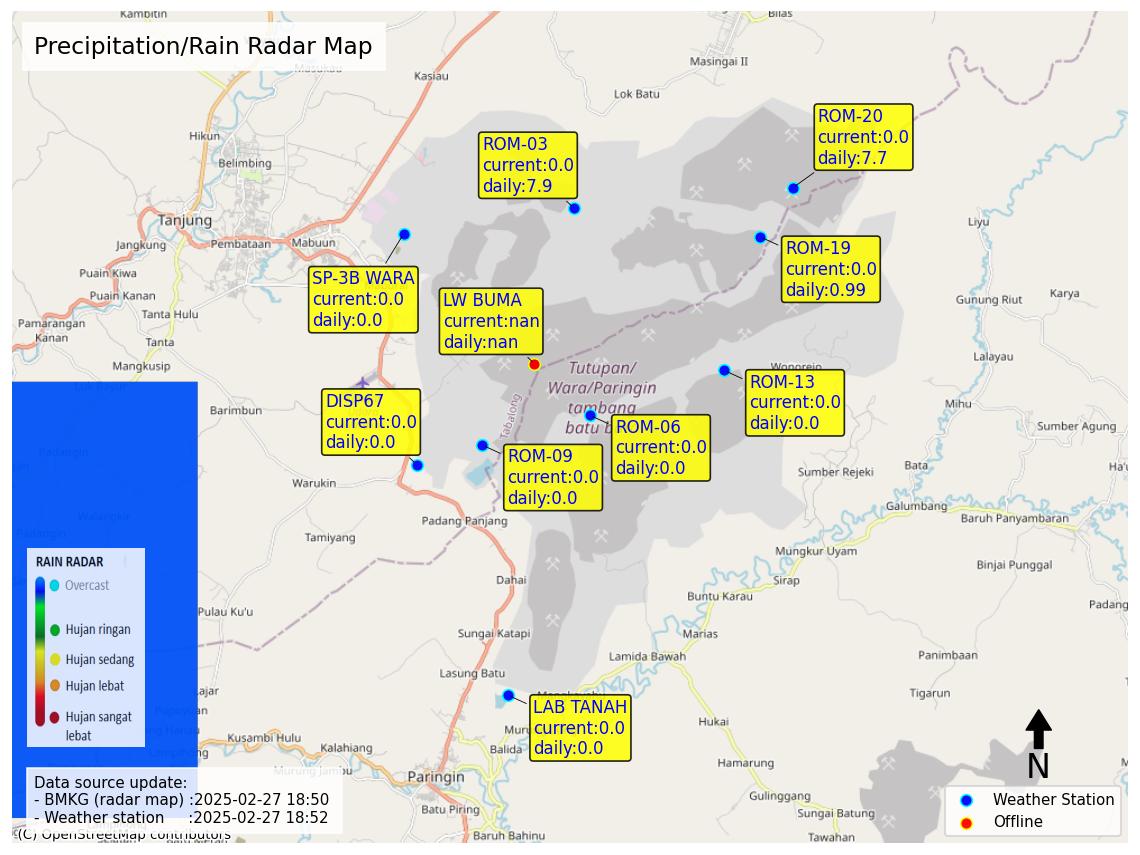 Kambitin
Bilas
Precipitation/Rain Radar Map
Masukau
Masingai II
Kasiau
Lok Batu
ROM-20
current:0.0
daily:7.7
Hikun
ROM-03
current:0.0
daily:7.9
Belimbing
Tanjung
Liyu
Jangkung
Pembataan
Mabuun
ROM-19
current:0.0
daily:0.99
Puain Kiwa
SP-3B WARA
current:0.0
daily:0.0
LW BUMA
current:nan
daily:nan
Puain Kanan
Gunung Riut
Karya
Tanta Hulu
Pamarangan
Kanan
Tanta
Lalayau
Mangkusip
Wonorejo
Tutupan/
Wara/Paringin
tambang
batu b
ROM-13
current:0.0
daily:0.0
DISP67
current:0.0
daily:0.0
Barimbun
Tabalong
Mihu
ROM-06
current:0.0
daily:0.0
Sumber Agung
Padangin
ROM-09
current:0.0
daily:0.0
Bata
Sumber Rejeki
Warukin
Galumbang
Walangkir
Padang Panjang
Baruh Panyambaran
Padangin
Tamiyang
Mungkur Uyam
RAIN RADAR
Overcast
Hujan ringan
Hujan sedang
Hujan lebat
Hujan sangat
lebat
Binjai Punggal
Dahai
Sirap
Buntu Karau
Padang
Pulau Ku'u
Sungai Katapi
Marias
Lamida Bawah
Panimbaan
Lasung Batu
Tigarun
LAB TANAH
current:0.0
daily:0.0
Hukai
Kusambi Hulu
Kalahiang
Balida
Hamarung
N
Murung Jambu
Paringin
Data source update:
- BMKG (radar map) :2025-02-27 18:50
- Weather station :2025-02-27 18:52
Gulinggang
Weather Station
Offline
Batu Piring
Sungai Batung
(C) OpenStreetMap contributors
Baruh Bahinu
Tawahan